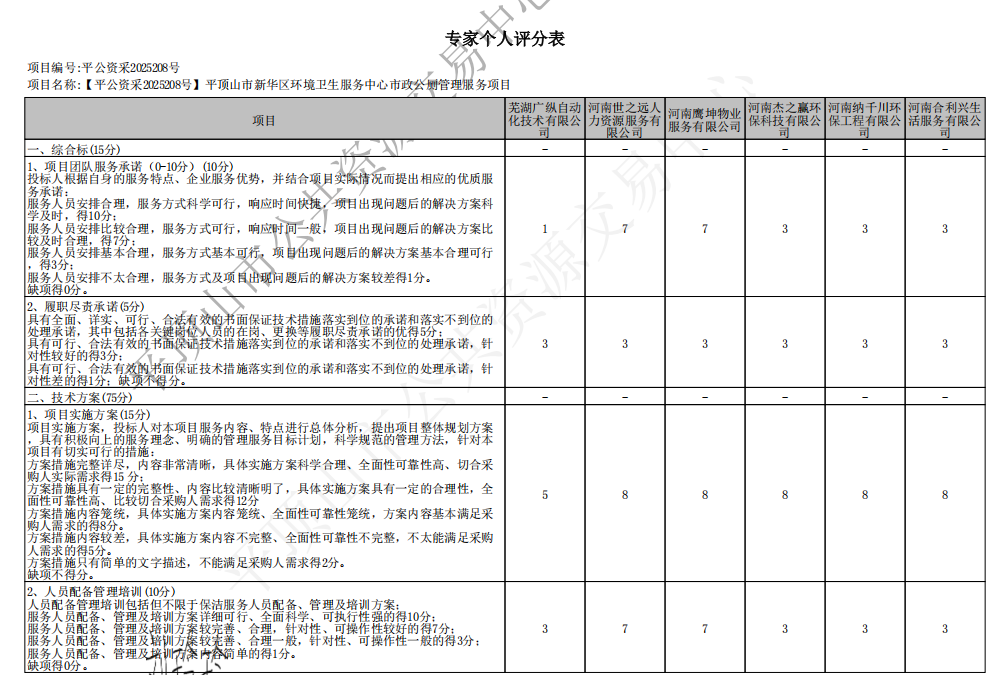 专家个人评分表
项目编号:平公资采2025208号
项目名称:【平公资采2025208号】平顶山市新华区环境卫生服务中心市政公厕管理服务项目
项目 芜湖广纵自动化技术有限公司 河南世之远人力资源服务有限公司 河南鹰坤物业服务有限公司 河南杰之赢环保科技有限公司 河南纳千川环保工程有限公司 河南合利兴生活服务有限公司
一、综合标(15分) – – – – – –
1、项目团队服务承诺（0-10分）(10分)
投标人根据自身的服务特点、企业服务优势，并结合项目实际情况而提出相应的优质服
务承诺：
服务人员安排合理，服务方式科学可行，响应时间快捷，项目出现问题后的解决方案科
学及时，得10分；
服务人员安排比较合理，服务方式可行，响应时间一般，项目出现问题后的解决方案比
较及时合理，得7分；
服务人员安排基本合理，服务方式基本可行，项目出现问题后的解决方案基本合理可行
，得3分；
服务人员安排不太合理，服务方式及项目出现问题后的解决方案较差得1分。
缺项得0分。
1 7 7 3 3 3
2、履职尽责承诺(5分)
具有全面、详实、可行、合法有效的书面保证技术措施落实到位的承诺和落实不到位的
处理承诺，其中包括各关键岗位人员的在岗、更换等履职尽责承诺的优得5分；
具有可行、合法有效的书面保证技术措施落实到位的承诺和落实不到位的处理承诺，针
对性较好的得3分；
具有可行、合法有效的书面保证技术措施落实到位的承诺和落实不到位的处理承诺，针
对性差的得1分；缺项不得分。
3 3 3 3 3 3
二、技术方案(75分) – – – – – –
1、项目实施方案(15分)
项目实施方案，投标人对本项目服务内容、特点进行总体分析，提出项目整体规划方案
，具有积极向上的服务理念、明确的管理服务目标计划，科学规范的管理方法，针对本
项目有切实可行的措施：
方案措施完整详尽，内容非常清晰，具体实施方案科学合理、全面性可靠性高、切合采
购人实际需求得15 分；
方案措施具有一定的完整性、内容比较清晰明了，具体实施方案具有一定的合理性，全
面性可靠性高、比较切合采购人需求得12分
方案措施内容笼统，具体实施方案内容笼统、全面性可靠性笼统，方案内容基本满足采
购人需求的得8分。
方案措施内容较差，具体实施方案内容不完整、全面性可靠性不完整，不太能满足采购
人需求的得5分。
方案措施只有简单的文字描述，不能满足采购人需求得2分。
缺项不得分。
5 8 8 8 8 8
2、人员配备管理培训(10分)
人员配备管理培训包括但不限于保洁服务人员配备、管理及培训方案；
服务人员配备、管理及培训方案详细可行、全面科学、可执行性强的得10分；
服务人员配备、管理及培训方案较完善、合理，针对性、可操作性较好的得7分；
服务人员配备、管理及培训方案较完善、合理一般，针对性、可操作性一般的得3分；
服务人员配备、管理及培训方案内容简单的得1分。
缺项得0分。
3 7 7 3 3 3
平顶山市公共资源交易中心
平顶山市公共资源交易中心